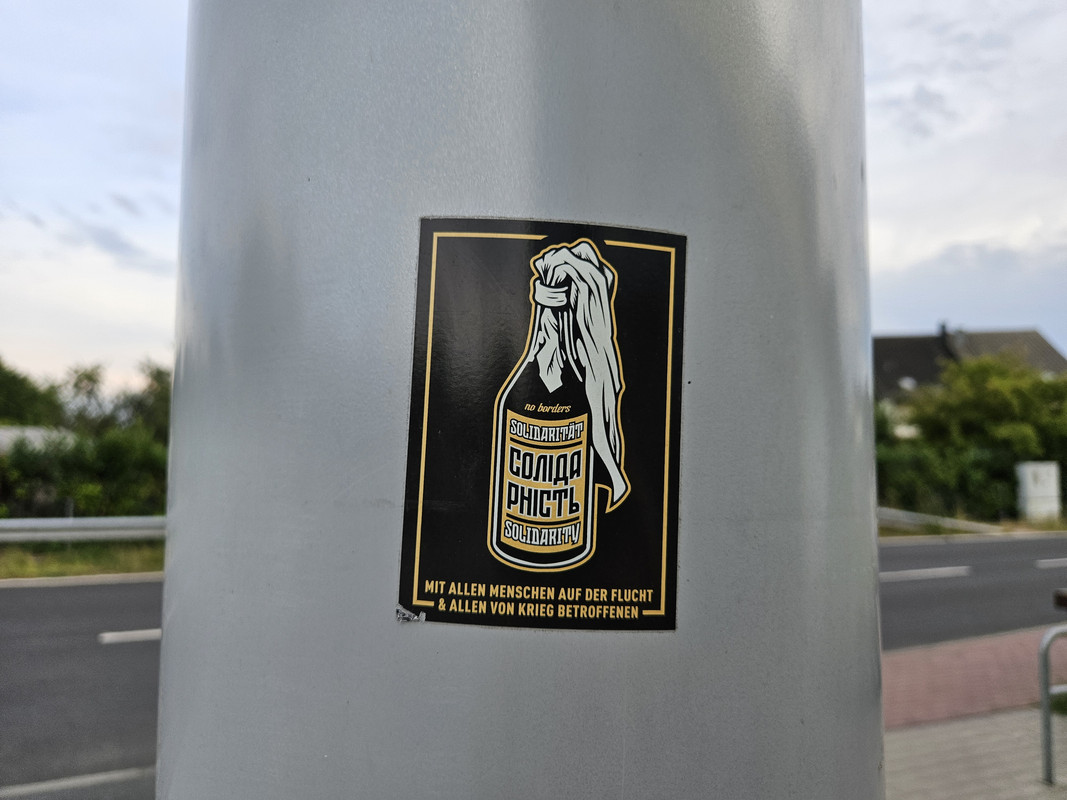 no borders
SOLIDARITÄT
СОЛІДА
РНІСТЬ
SOLIDARITY
MIT ALLEN MENSCHEN AUF DER FLUCHT
& ALLEN VON KRIEG BETROFFENEN